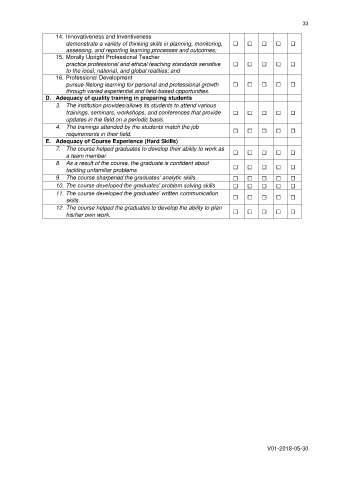 33
14. Innovativeness and Inventiveness ☐ ☐ ☐ ☐ ☐
demonstrate a variety of thinking skills in planning, monitoring,
assessing, and reporting learning processes and outcomes;
15. Morally Upright Professional Teacher ☐ ☐ ☐ ☐ ☐
practice professional and ethical teaching standards sensitive
to the local, national, and global realities; and
16. Professional Development ☐ ☐ ☐ ☐ ☐
pursue lifelong learning for personal and professional growth
through varied experiential and field-based opportunities.
D. Adequacy of quality training in preparing students
3. The institution provides/allows its students to attend various ☐ ☐ ☐ ☐ ☐
trainings, seminars, workshops, and conferences that provide
updates in the field on a periodic basis.
4. The trainings attended by the students match the job ☐ ☐ ☐ ☐ ☐
requirements in their field.
E. Adequacy of Course Experience (Hard Skills)
7. The course helped graduates to develop their ability to work as ☐ ☐ ☐ ☐ ☐
a team member.
8. As a result of the course, the graduate is confident about ☐ ☐ ☐ ☐ ☐
tackling unfamiliar problems
9. The course sharpened the graduates' analytic skills. ☐ ☐ ☐ ☐ ☐
10. The course developed the graduates' problem solving skills ☐ ☐ ☐ ☐ ☐
11. The course developed the graduates' written communication ☐ ☐ ☐ ☐ ☐
skills.
12. The course helped the graduates to develop the ability to plan ☐ ☐ ☐ ☐ ☐
his/her own work.
V01-2018-05-30